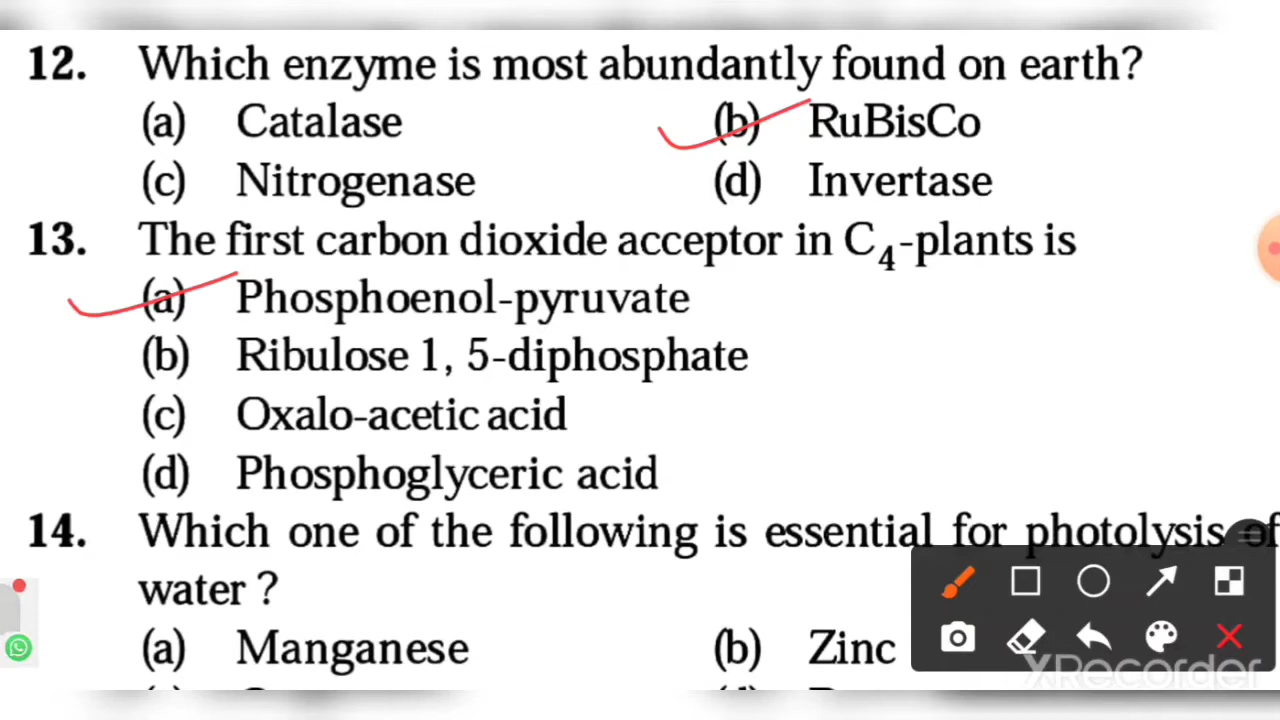 12. Which enzyme is most abundantly found on earth?
(a) Catalase (b) RuBisCo
(c) Nitrogenase (d) Invertase
13. The first carbon dioxide acceptor in C₄-plants is
(a) Phosphoenol-pyruvate
(b) Ribulose 1, 5-diphosphate
(c) Oxalo-acetic acid
(d) Phosphoglyceric acid
14. Which one of the following is essential for photolysis of
water ?
(a) Manganese (b) Zinc
XRecorder